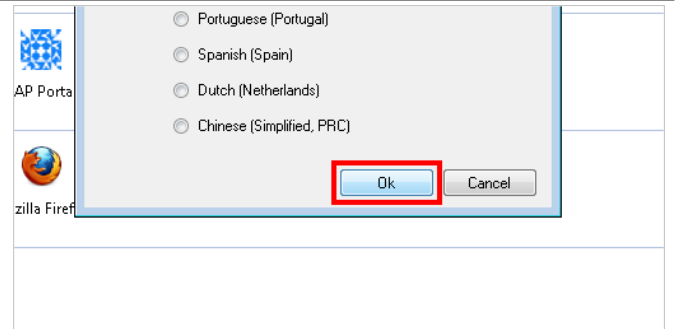 Portuguese (Portugal)
Spanish (Spain)
AP Porta
Dutch (Netherlands)
Chinese (Simplified, PRC)
Ok Cancel
zilla Firef